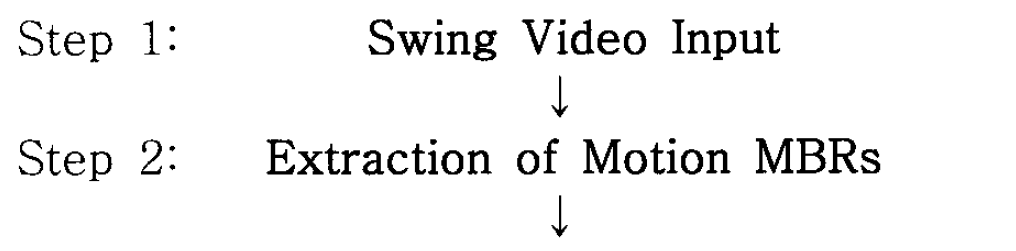 Step 1: Swing Video Input
↓
Step 2: Extraction of Motion MBRs
↓